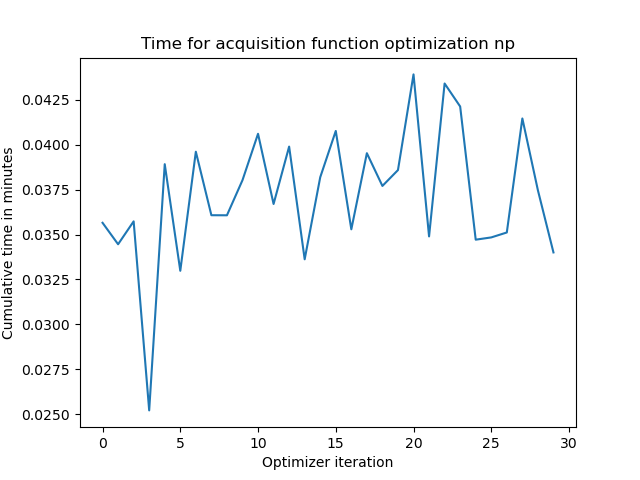 Time for acquisition function optimization np
Cumulative time in minutes
0.0425
0.0400
0.0375
0.0350
0.0325
0.0300
0.0275
0.0250
0 5 10 15 20 25 30
Optimizer iteration